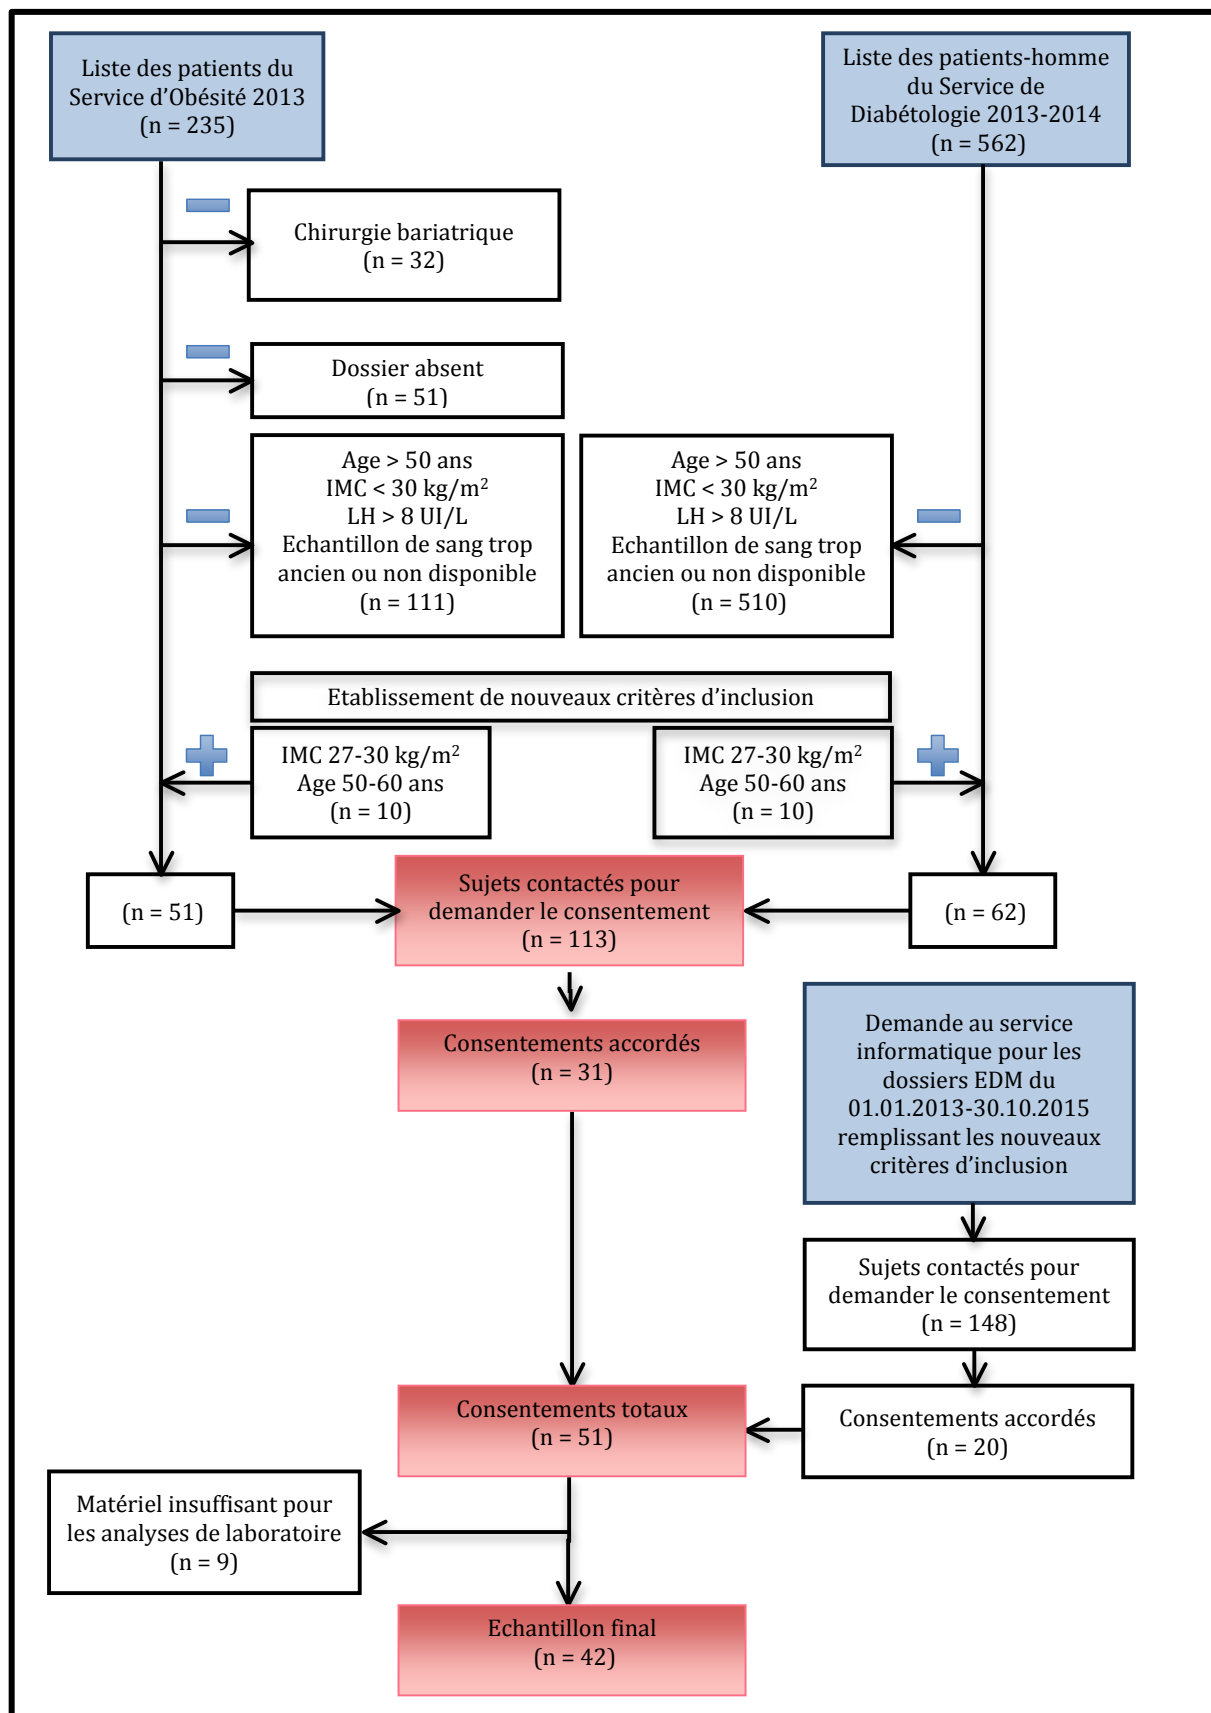 Liste des patients du
Service d’Obésité 2013
(n = 235)
Liste des patients-homme
du Service de
Diabétologie 2013-2014
(n = 562)
Chirurgie bariatrique
(n = 32)
Dossier absent
(n = 51)
Age > 50 ans
IMC < 30 kg/m²
LH > 8 UI/L
Echantillon de sang trop
ancien ou non disponible
(n = 111)
Age > 50 ans
IMC < 30 kg/m²
LH > 8 UI/L
Echantillon de sang trop
ancien ou non disponible
(n = 510)
Etablissement de nouveaux critères d’inclusion
IMC 27-30 kg/m²
Age 50-60 ans
(n = 10)
IMC 27-30 kg/m²
Age 50-60 ans
(n = 10)
(n = 51)
Sujets contactés pour
demander le consentement
(n = 113)
(n = 62)
Consentements accordés
(n = 31)
Demande au service
informatique pour les
dossiers EDM du
01.01.2013-30.10.2015
remplissant les nouveaux
critères d’inclusion
Sujets contactés pour
demander le consentement
(n = 148)
Consentements totaux
(n = 51)
Consentements accordés
(n = 20)
Matériel insuffisant pour
les analyses de laboratoire
(n = 9)
Echantillon final
(n = 42)